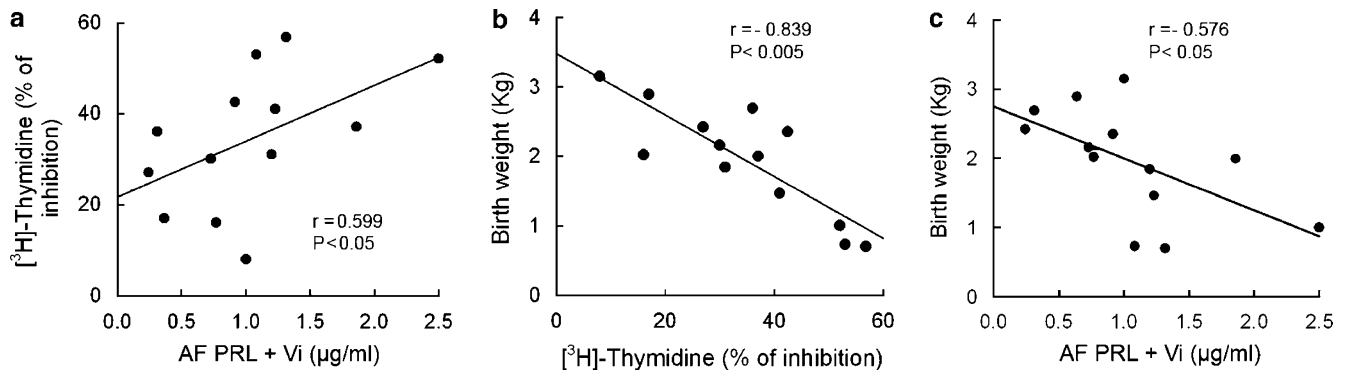 a
[³H]-Thymidine (% of
inhibition)
60
40
20
0
r = 0.599
P< 0.05
0.0 0.5 1.0 1.5 2.0 2.5
AF PRL + Vi (µg/ml)
b
Birth weight (Kg)
4
3
2
1
0
r = - 0.839
P< 0.005
0 20 40 60
[³H]-Thymidine (% of inhibition)
c
Birth weight (Kg)
4
3
2
1
0
r = - 0.576
P< 0.05
0.0 0.5 1.0 1.5 2.0 2.5
AF PRL + Vi (µg/ml)